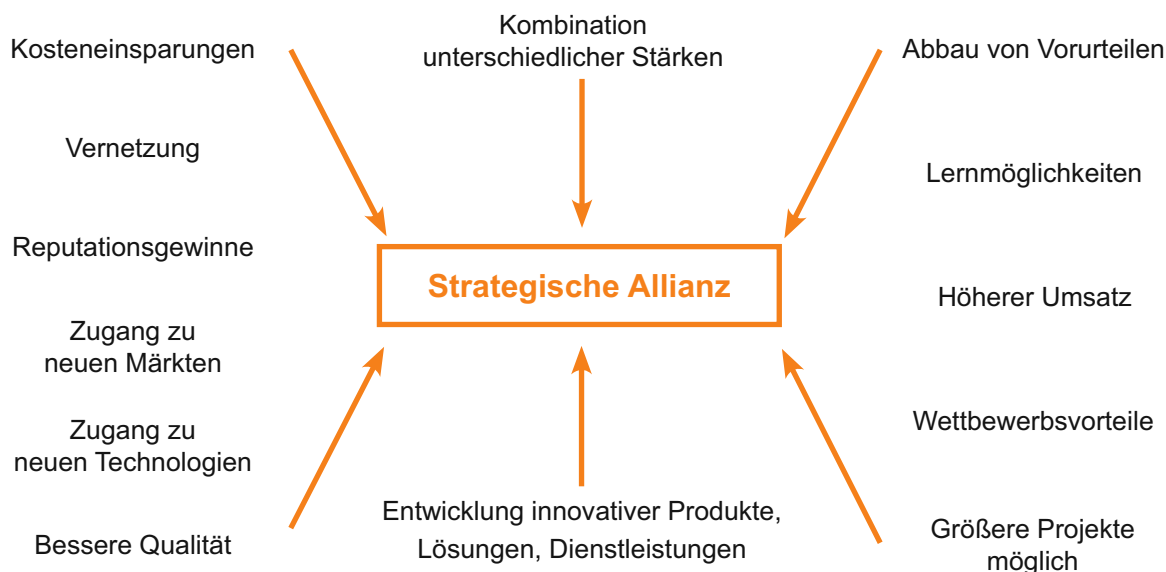 Kosteneinsparungen
Vernetzung
Reputationsgewinne
Zugang zu
neuen Märkten
Zugang zu
neuen Technologien
Bessere Qualität
Kombination
unterschiedlicher Stärken
Strategische Allianz
Entwicklung innovativer Produkte,
Lösungen, Dienstleistungen
Abbau von Vorurteilen
Lernmöglichkeiten
Höherer Umsatz
Wettbewerbsvorteile
Größere Projekte
möglich